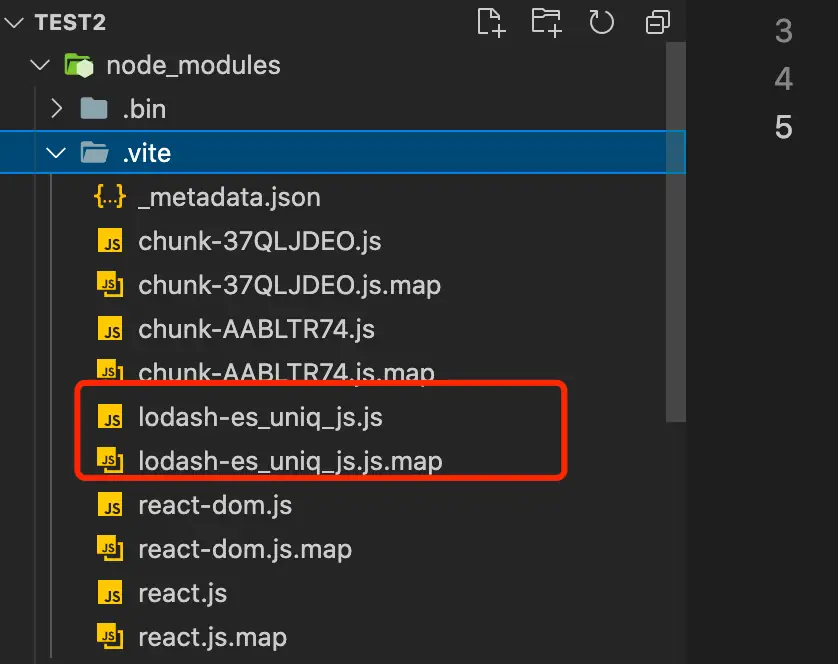 TEST2
3
node_modules
4
.bin
5
.vite
{...} _metadata.json
JS chunk-37QLJDEO.js
JS chunk-37QLJDEO.js.map
JS chunk-AABLTR74.js
JS chunk-AABLTR74.js.map
JS lodash-es_uniq_js.js
JS lodash-es_uniq_js.js.map
JS react-dom.js
JS react-dom.js.map
JS react.js
JS react.js.map